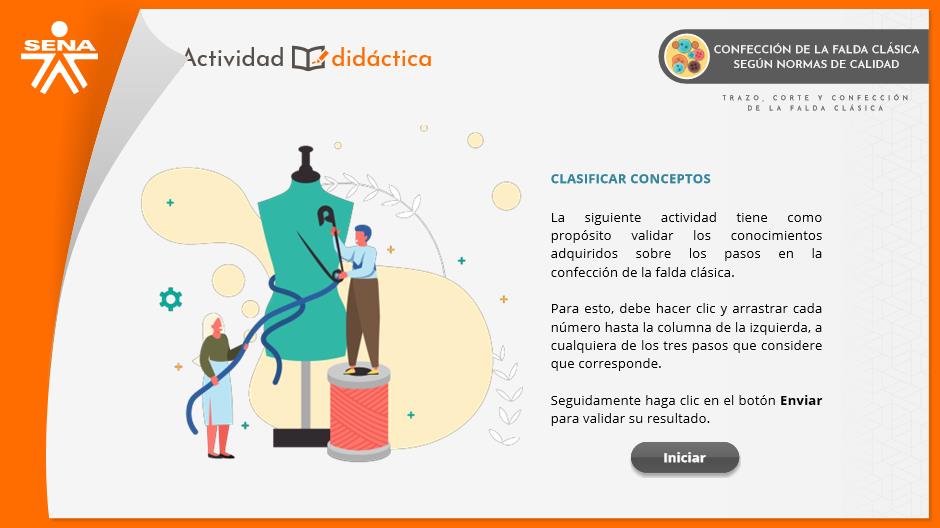 SENA
Actividad didáctica
CONFECCIÓN DE LA FALDA CLÁSICA
SEGÚN NORMAS DE CALIDAD
TRAZO, CORTE Y CONFECCIÓN
DE LA FALDA CLÁSICA
CLASIFICAR CONCEPTOS
La siguiente actividad tiene como
propósito validar los conocimientos
adquiridos sobre los pasos en la
confección de la falda clásica.
Para esto, debe hacer clic y arrastrar cada
número hasta la columna de la izquierda, a
cualquiera de los tres pasos que considere
que corresponde.
Seguidamente haga clic en el botón Enviar
para validar su resultado.
Iniciar